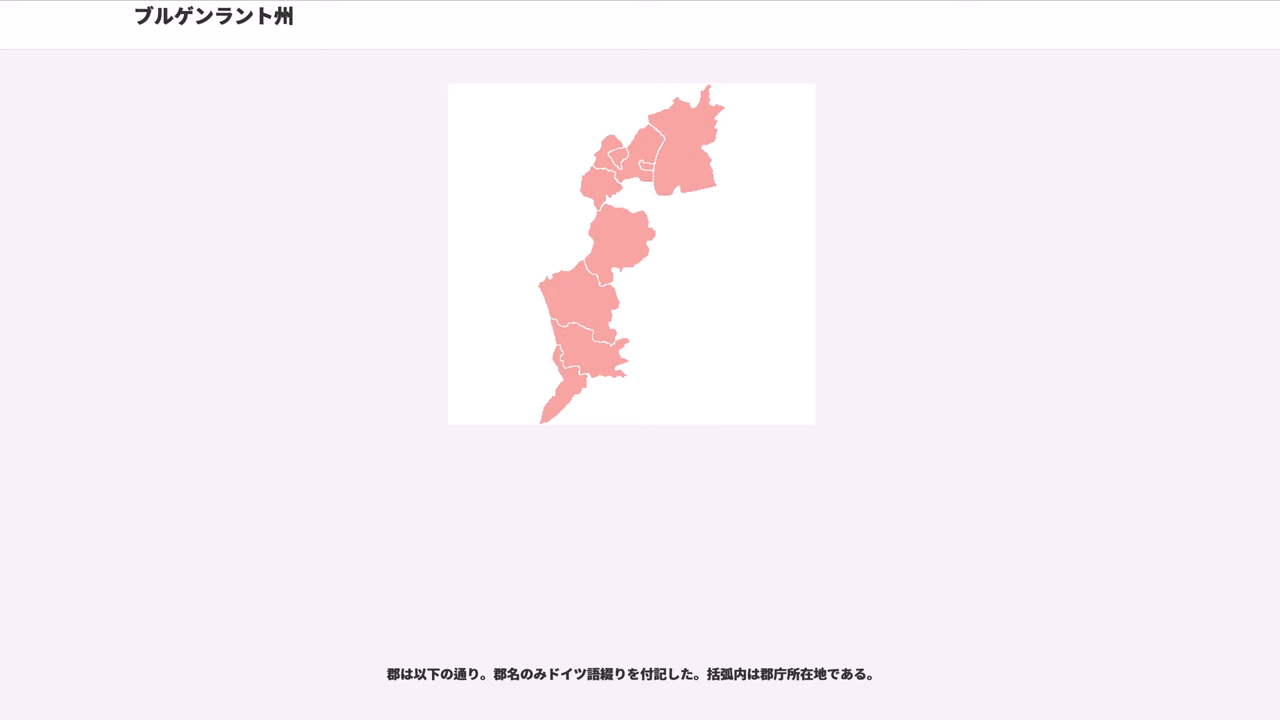 ブルゲンラント州
郡は以下の通り。郡名のみドイツ語綴りを付記した。括弧内は郡庁所在地である。